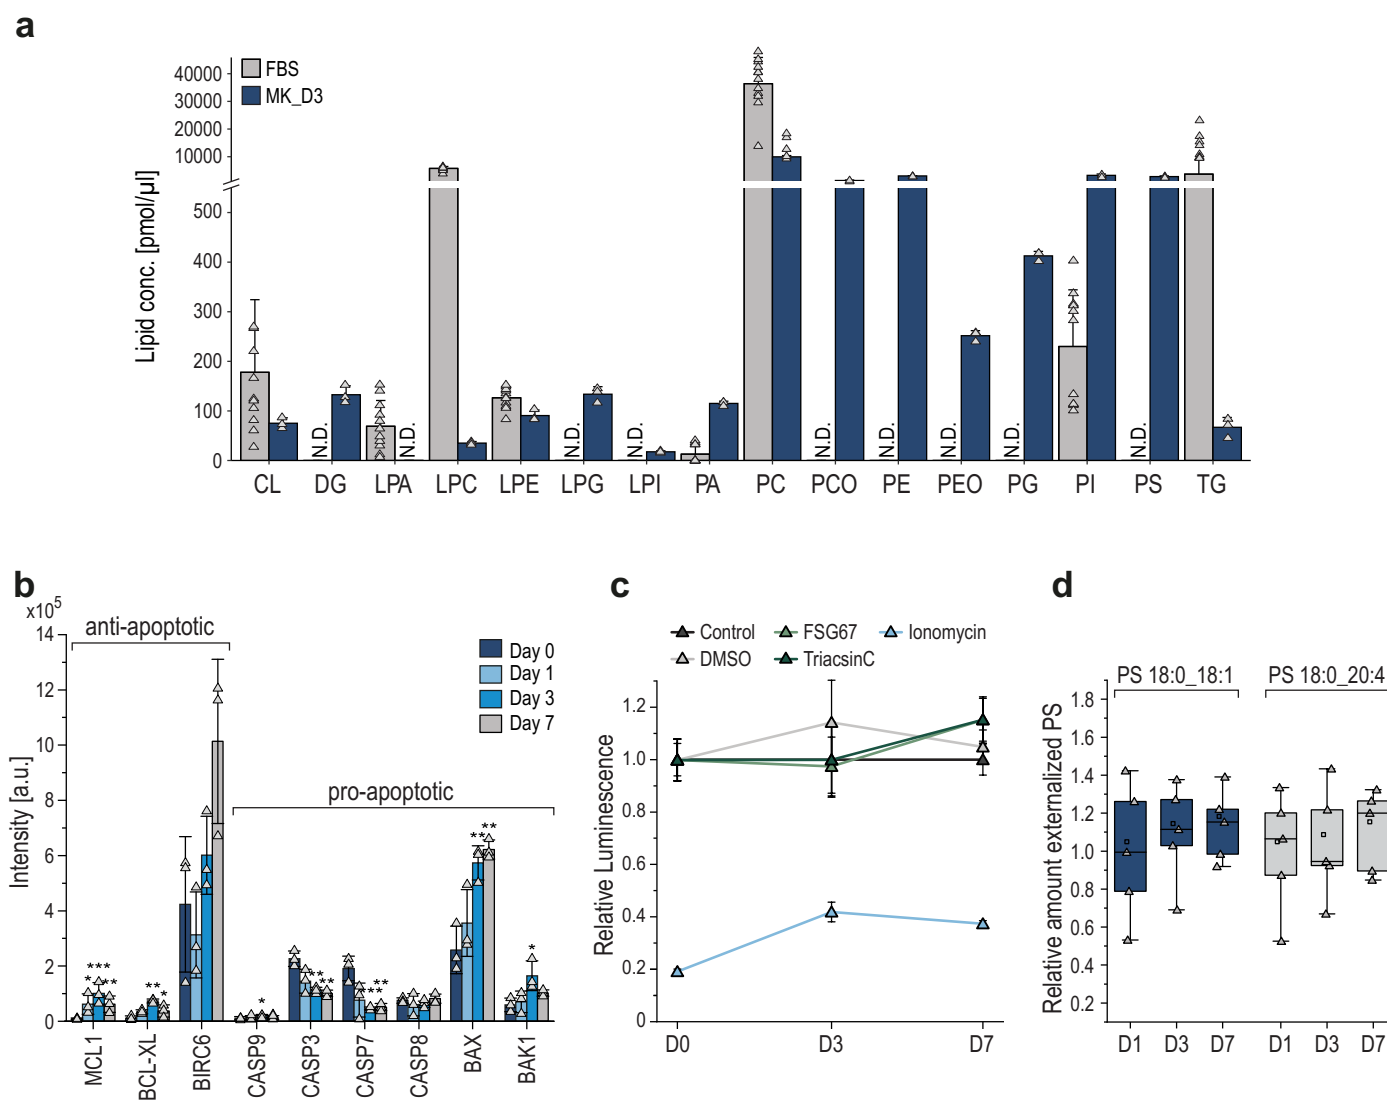 a
FBS
MK_D3
Lipid conc. [pmol/µl]
40000
30000
20000
10000
500
400
300
200
100
0
N.D.
N.D.
N.D.
N.D.
N.D.
N.D.
N.D.
N.D.
N.D.
CL DG LPA LPC LPE LPG LPI PA PC PCO PE PEO PG PI PS TG
b
x10⁵
anti-apoptotic
pro-apoptotic
Day 0
Day 1
Day 3
Day 7
Intensity [a.u.]
14
12
10
8
6
4
2
0
* *** **
** *
*
** **
** **
** **
*
MCL1 BCL-XL BIRC6 CASP9 CASP3 CASP7 CASP8 BAX BAK1
c
Control FSG67 Ionomycin
DMSO TriacsinC
Relative Luminescence
1.2
1.0
0.8
0.6
0.4
0.2
0
D0 D3 D7
d
PS 18:0_18:1 PS 18:0_20:4
Relative amount externalized PS
1.8
1.6
1.4
1.2
1.0
0.8
0.6
0.4
0.2
D1 D3 D7 D1 D3 D7